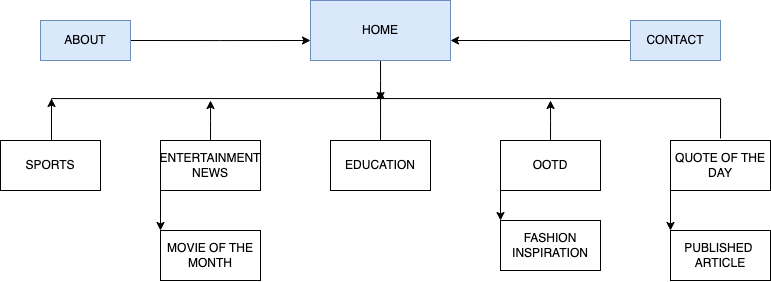 ABOUT
HOME
CONTACT
SPORTS
ENTERTAINMENT
NEWS
EDUCATION
OOTD
QUOTE OF THE
DAY
MOVIE OF THE
MONTH
FASHION
INSPIRATION
PUBLISHED
ARTICLE